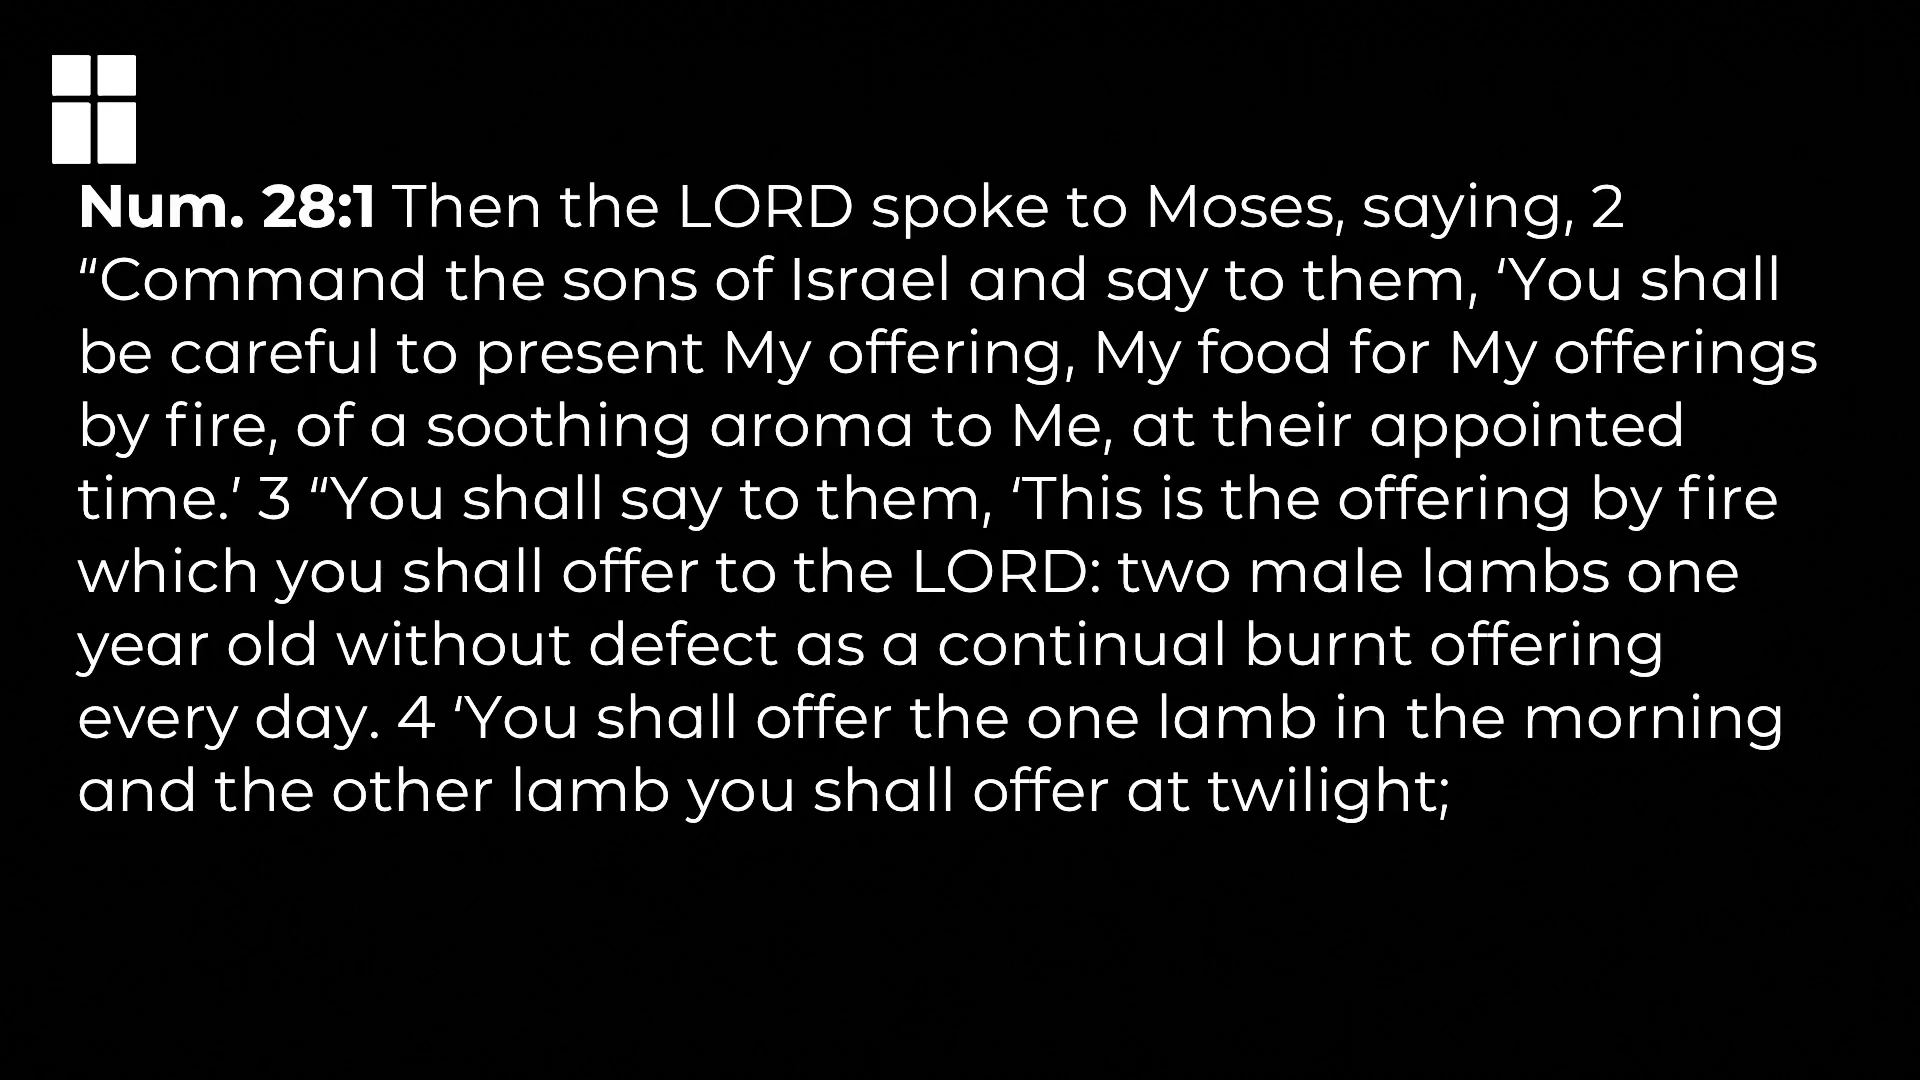 Num. 28:1 Then the LORD spoke to Moses, saying, 2
“Command the sons of Israel and say to them, ‘You shall
be careful to present My offering, My food for My offerings
by fire, of a soothing aroma to Me, at their appointed
time.’ 3 “You shall say to them, ‘This is the offering by fire
which you shall offer to the LORD: two male lambs one
year old without defect as a continual burnt offering
every day. 4 ‘You shall offer the one lamb in the morning
and the other lamb you shall offer at twilight;